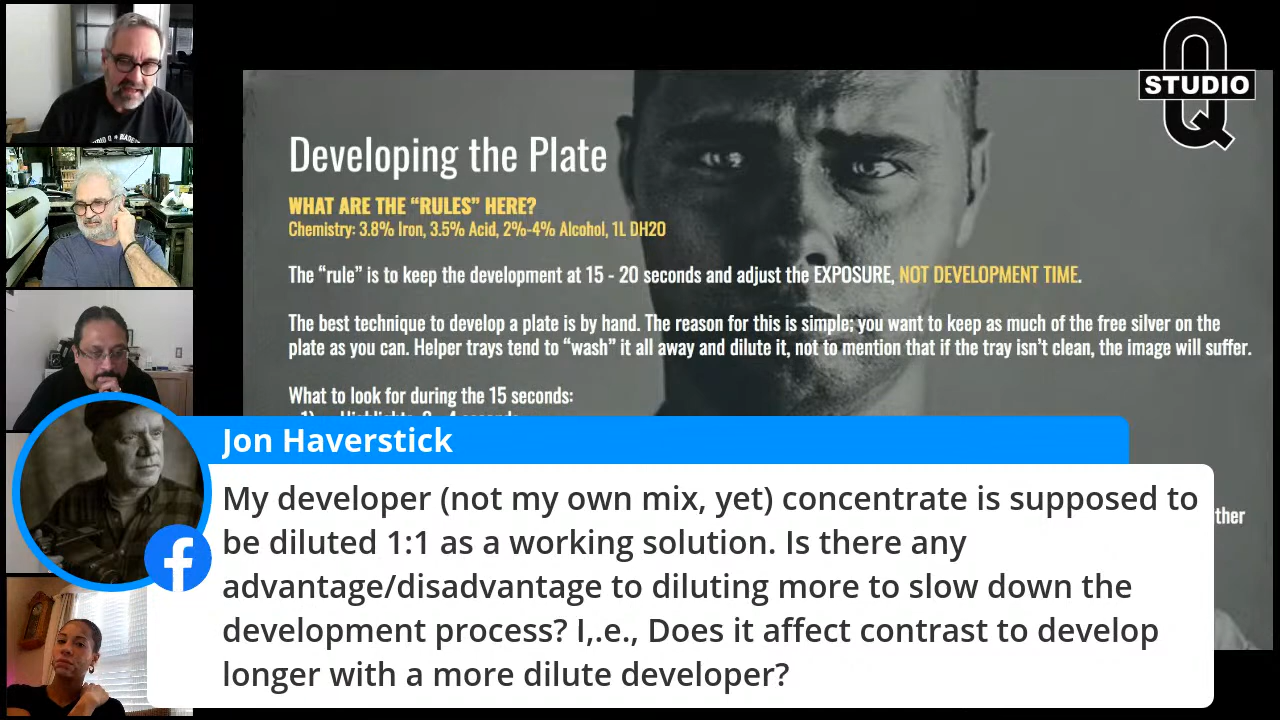 Q
STUDIO
Developing the Plate
WHAT ARE THE “RULES” HERE?
Chemistry: 3.8% Iron, 3.5% Acid, 2%-4% Alcohol, 1L DH2O
The “rule” is to keep the development at 15 - 20 seconds and adjust the EXPOSURE, NOT DEVELOPMENT TIME.
The best technique to develop a plate is by hand. The reason for this is simple; you want to keep as much of the free silver on the
plate as you can. Helper trays tend to “wash” it all away and dilute it, not to mention that if the tray isn’t clean, the image will suffer.
What to look for during the 15 seconds:
Jon Haverstick
My developer (not my own mix, yet) concentrate is supposed to
be diluted 1:1 as a working solution. Is there any
advantage/disadvantage to diluting more to slow down the
development process? I,.e., Does it affect contrast to develop
longer with a more dilute developer?